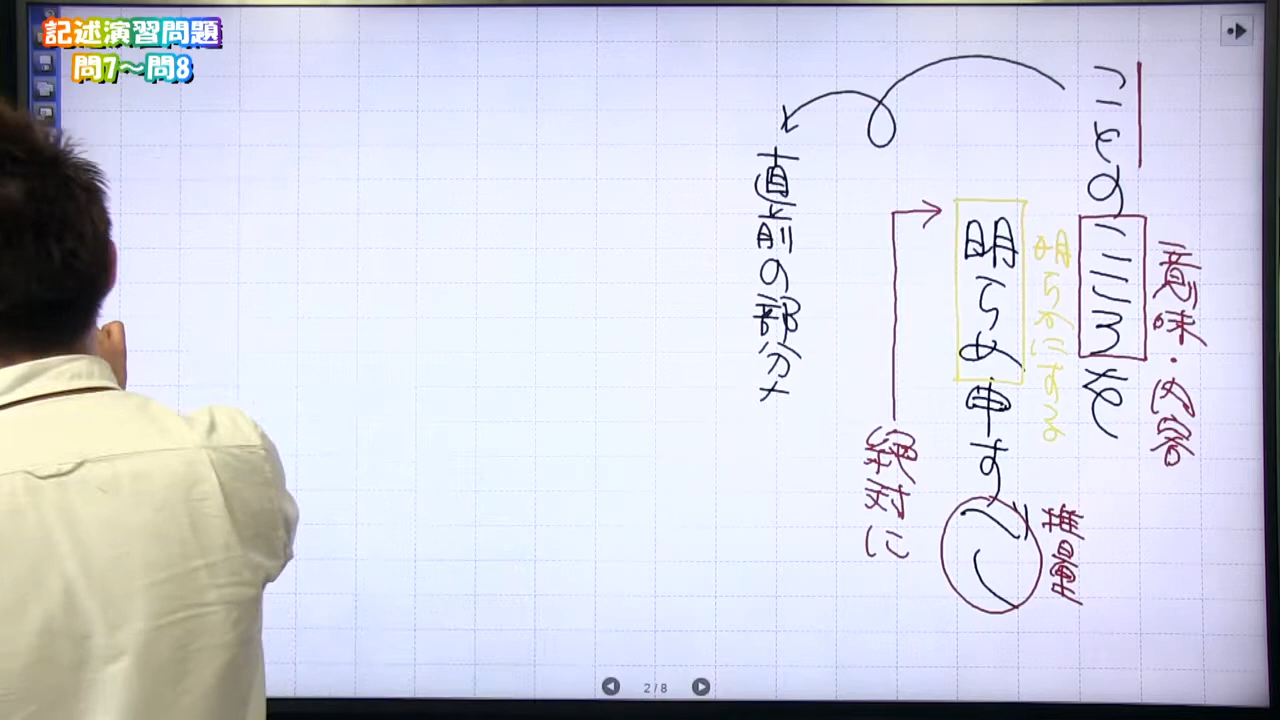 記述演習問題
問7〜問8
意味・内容
ことのこころを
明らかにする
推量
明らめ申すべし
絶対に
直前の部分
2/8